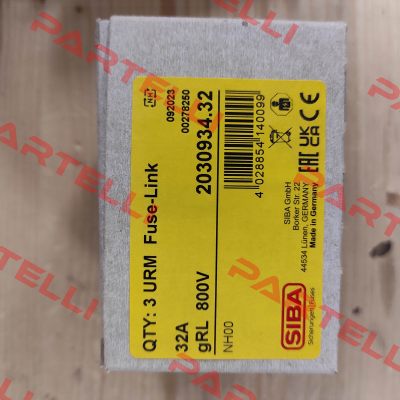 QTY: 3 URM Fuse-Link
32A 2030934.32
gRL 800V
NH00
092023
00278250
4 028854 140099
SIBA GmbH
Borker Str. 22
44534 Lünen, GERMANY
Made in GERMANY
EAC
UK
CA
CE
SIBA
Sicherungen | Fuses
PARTELLI
PARTELLI
PARTELLI
PARTELLI